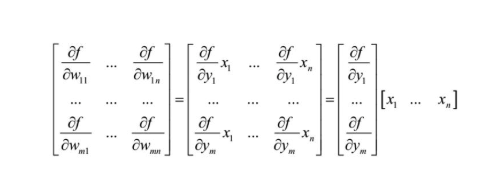 [ ∂f/∂w₁₁ ... ∂f/∂w₁ₙ ] = [ ∂f/∂y₁ x₁ ... ∂f/∂y₁ xₙ ] = [ ∂f/∂y₁ ] [ x₁ ... xₙ ]
[ ... ... ... ] [ ... ... ... ] [ ... ]
[ ∂f/∂wₘ₁ ... ∂f/∂wₘₙ ] [ ∂f/∂yₘ x₁ ... ∂f/∂yₘ xₙ ] [ ∂f/∂yₘ ]